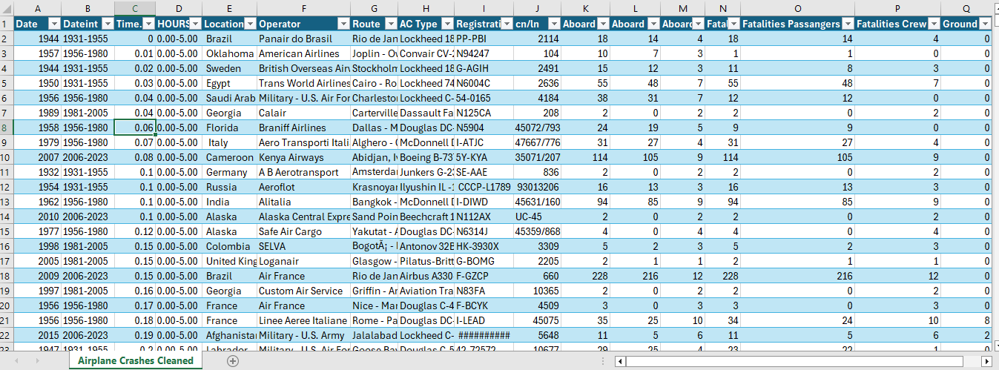 A B C D E F G H I J K L M N O P Q
1 Date Dateint Time. HOURS Location Operator Route AC Type Registrati cn/ln Aboard Aboard Aboard Fatal Fatalities Passengers Fatalities Crew Ground
2 1944 1931-1955 0 0.00-5.00 Brazil Panair do Brasil Rio de Jan Lockheed 18 PP-PBI 2114 18 14 4 18 14 4 0
3 1957 1956-1980 0.01 0.00-5.00 Oklahoma American Airlines Joplin - Ov Convair CV-2 N94247 104 10 7 3 1 1 0 0
4 1944 1931-1955 0.02 0.00-5.00 Sweden British Overseas Airv Stockholm Lockheed 18 G-AGIH 2491 15 12 3 11 8 3 0
5 1950 1931-1955 0.03 0.00-5.00 Egypt Trans World Airlines Cairo - Ro Lockheed 74 N6004C 2636 55 48 7 55 48 7 0
6 1956 1956-1980 0.04 0.00-5.00 Saudi Arab Military - U.S. Air For Charleston Lockheed C- 54-0165 4184 38 31 7 12 12 0 0
7 1989 1981-2005 0.04 0.00-5.00 Georgia Calair Carterville Dassault Fa N125CA 208 2 0 2 2 0 2 0
8 1958 1956-1980 0.06 0.00-5.00 Florida Braniff Airlines Dallas - M Douglas DC- N5904 45072/793 24 19 5 9 9 0 0
9 1979 1956-1980 0.07 0.00-5.00 Italy Aero Transporti Itali Alghero - McDonnell I-ATJC 47667/776 31 27 4 31 27 4 0
10 2007 2006-2023 0.08 0.00-5.00 Cameroon Kenya Airways Abidjan, Boeing B-73 5Y-KYA 35071/207 114 105 9 114 105 9 0
11 1932 1931-1955 0.1 0.00-5.00 Germany A B Aerotransport Amsterda Junkers G-2 SE-AAE 836 2 0 2 2 0 2 0
12 1954 1931-1955 0.1 0.00-5.00 Russia Aeroflot Krasnoyar Ilyushin IL -1 CCCP-L1789 93013206 16 13 3 16 13 3 0
13 1962 1956-1980 0.1 0.00-5.00 India Alitalia Bangkok - McDonnell I-DIWD 45631/160 94 85 9 94 85 9 0
14 2010 2006-2023 0.1 0.00-5.00 Alaska Alaska Central Expre Sand Poin Beechcraft 1 N112AX UC-45 2 0 2 2 0 2 0
15 1977 1956-1980 0.12 0.00-5.00 Alaska Safe Air Cargo Yakutat - Douglas DC- N6314J 45359/868 4 0 4 4 0 4 0
16 1998 1981-2005 0.15 0.00-5.00 Colombia SELVA BogotÃ¡ - Antonov 32B HK-3930X 3309 5 2 3 5 2 3 0
17 2005 1981-2005 0.15 0.00-5.00 United King Loganair Glasgow - Pilatus-Britt G-BOMG 2205 2 1 1 2 1 1 0
18 2009 2006-2023 0.15 0.00-5.00 Brazil Air France Rio de Jan Airbus A330 F-GZCP 660 228 216 12 228 216 12 0
19 1997 1981-2005 0.16 0.00-5.00 Georgia Custom Air Service Griffin - Ar Aviation Tra N83FA 10365 2 0 2 2 0 2 0
20 1956 1956-1980 0.17 0.00-5.00 France Air France Nice - Mar Douglas C-4 F-BCYK 4509 3 0 3 3 0 3 0
21 1956 1956-1980 0.18 0.00-5.00 France Linee Aeree Italiane Rome - Pa Douglas DC- I-LEAD 45075 35 25 10 34 24 10 8
22 2015 2006-2023 0.19 0.00-5.00 Afghanistan Military - U.S. Army Jalalabad Lockheed C- ########## 5648 11 5 6 11 5 6 2
23 1947 1931-1955 0.2 0.00-5.00 Labrador Military - U.S. Air For Goose Bay Douglas C-5 42-72572 10677 29 25 4 23 22 1 0
Airplane Crashes Cleaned